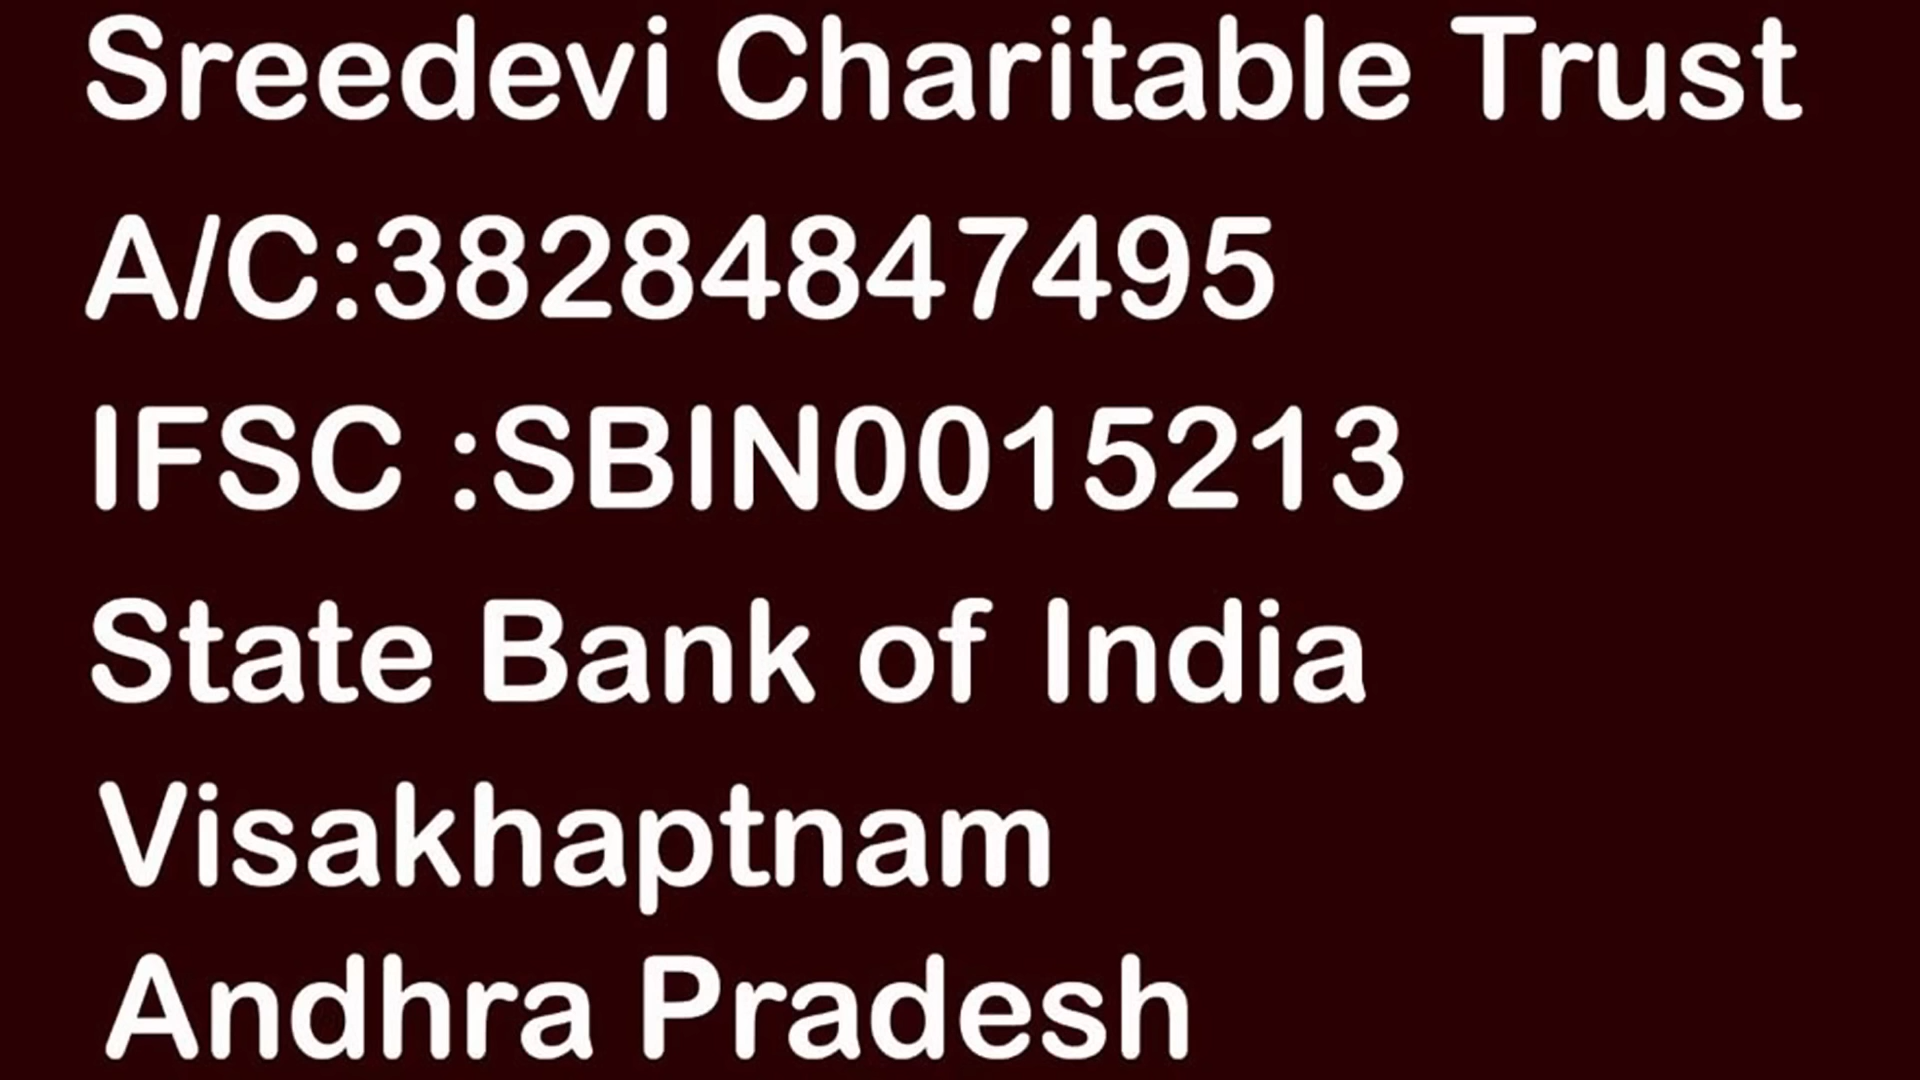 Sreedevi Charitable Trust
A/C:38284847495
IFSC :SBIN0015213
State Bank of India
Visakhaptnam
Andhra Pradesh